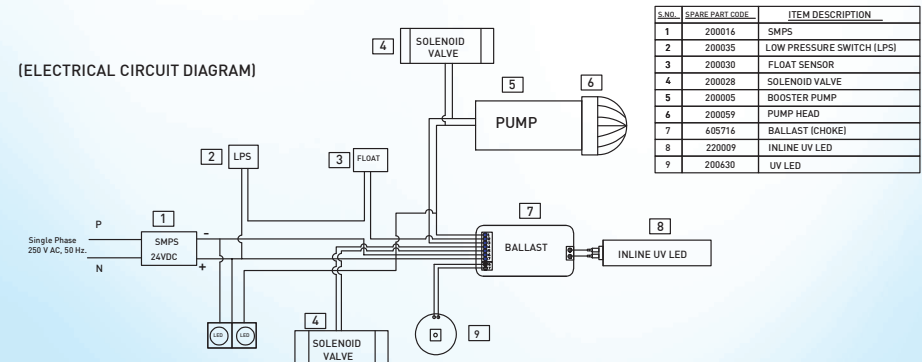 (ELECTRICAL CIRCUIT DIAGRAM)
4
SOLENOID
VALVE
5
6
PUMP
2
LPS
3
FLOAT
1
P
Single Phase
250 V AC, 50 Hz.
N
SMPS
24VDC
-
+
7
BALLAST
8
INLINE UV LED
LED
LED
4
SOLENOID
VALVE
9
S.NO. SPARE PART CODE ITEM DESCRIPTION
1 200016 SMPS
2 200035 LOW PRESSURE SWITCH (LPS)
3 200030 FLOAT SENSOR
4 200028 SOLENOID VALVE
5 200005 BOOSTER PUMP
6 200059 PUMP HEAD
7 605716 BALLAST (CHOKE)
8 220009 INLINE UV LED
9 200630 UV LED